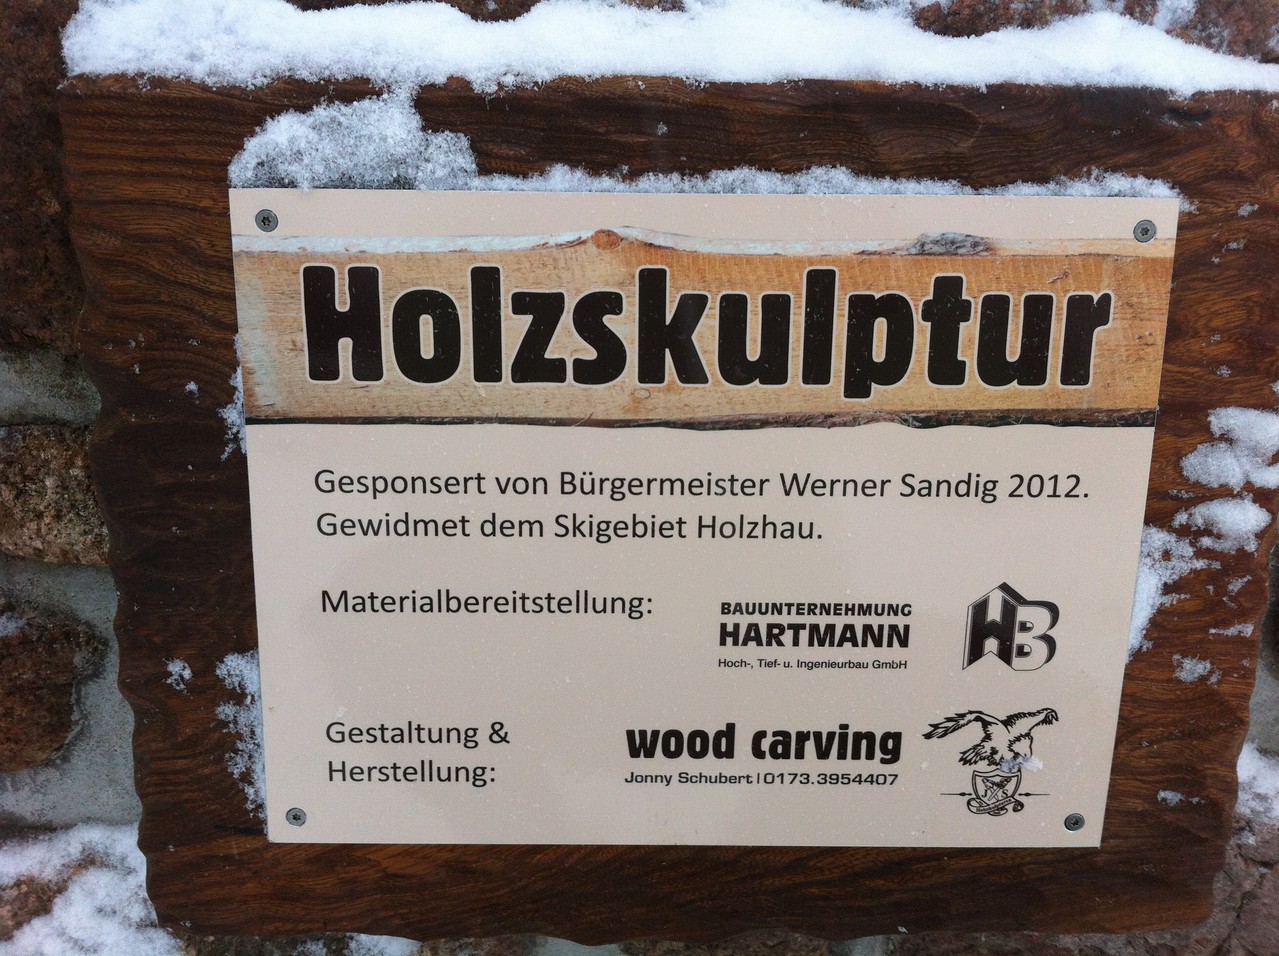 Holzskulptur
Gesponsert von Bürgermeister Werner Sandig 2012.
Gewidmet dem Skigebiet Holzhau.
Materialbereitstellung:
BAUUNTERNEHMUNG
HARTMANN
Hoch-, Tief- u. Ingenieurbau GmbH
HB
Gestaltung &
Herstellung:
wood carving
Jonny Schubert | 0173.3954407
J S